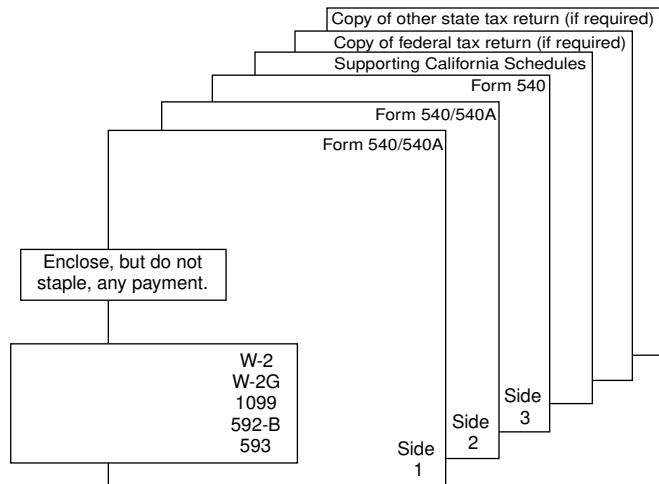 Copy of other state tax return (if required)
Copy of federal tax return (if required)
Supporting California Schedules
Form 540
Form 540/540A
Form 540/540A
Enclose, but do not
staple, any payment.
W-2
W-2G
1099
592-B
593
Side
1
Side
2
Side
3